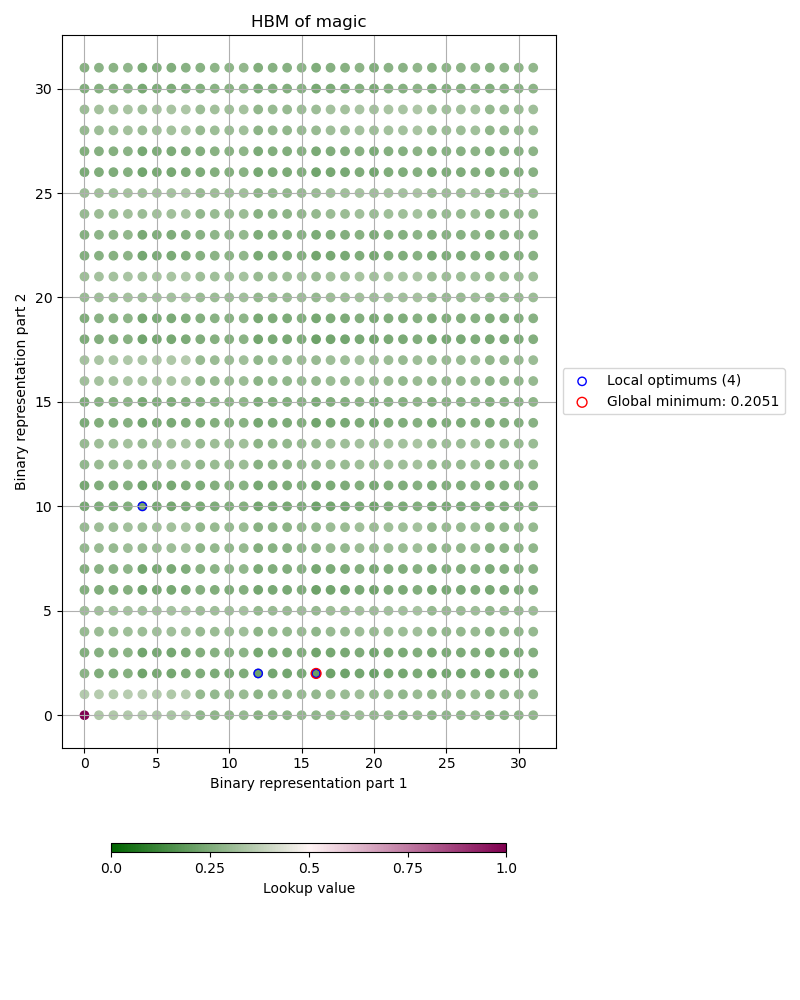 HBM of magic
Binary representation part 2
30
25
20
15
10
5
0
0 5 10 15 20 25 30
Binary representation part 1
Local optimums (4)
Global minimum: 0.2051
0.0 0.25 0.5 0.75 1.0
Lookup value